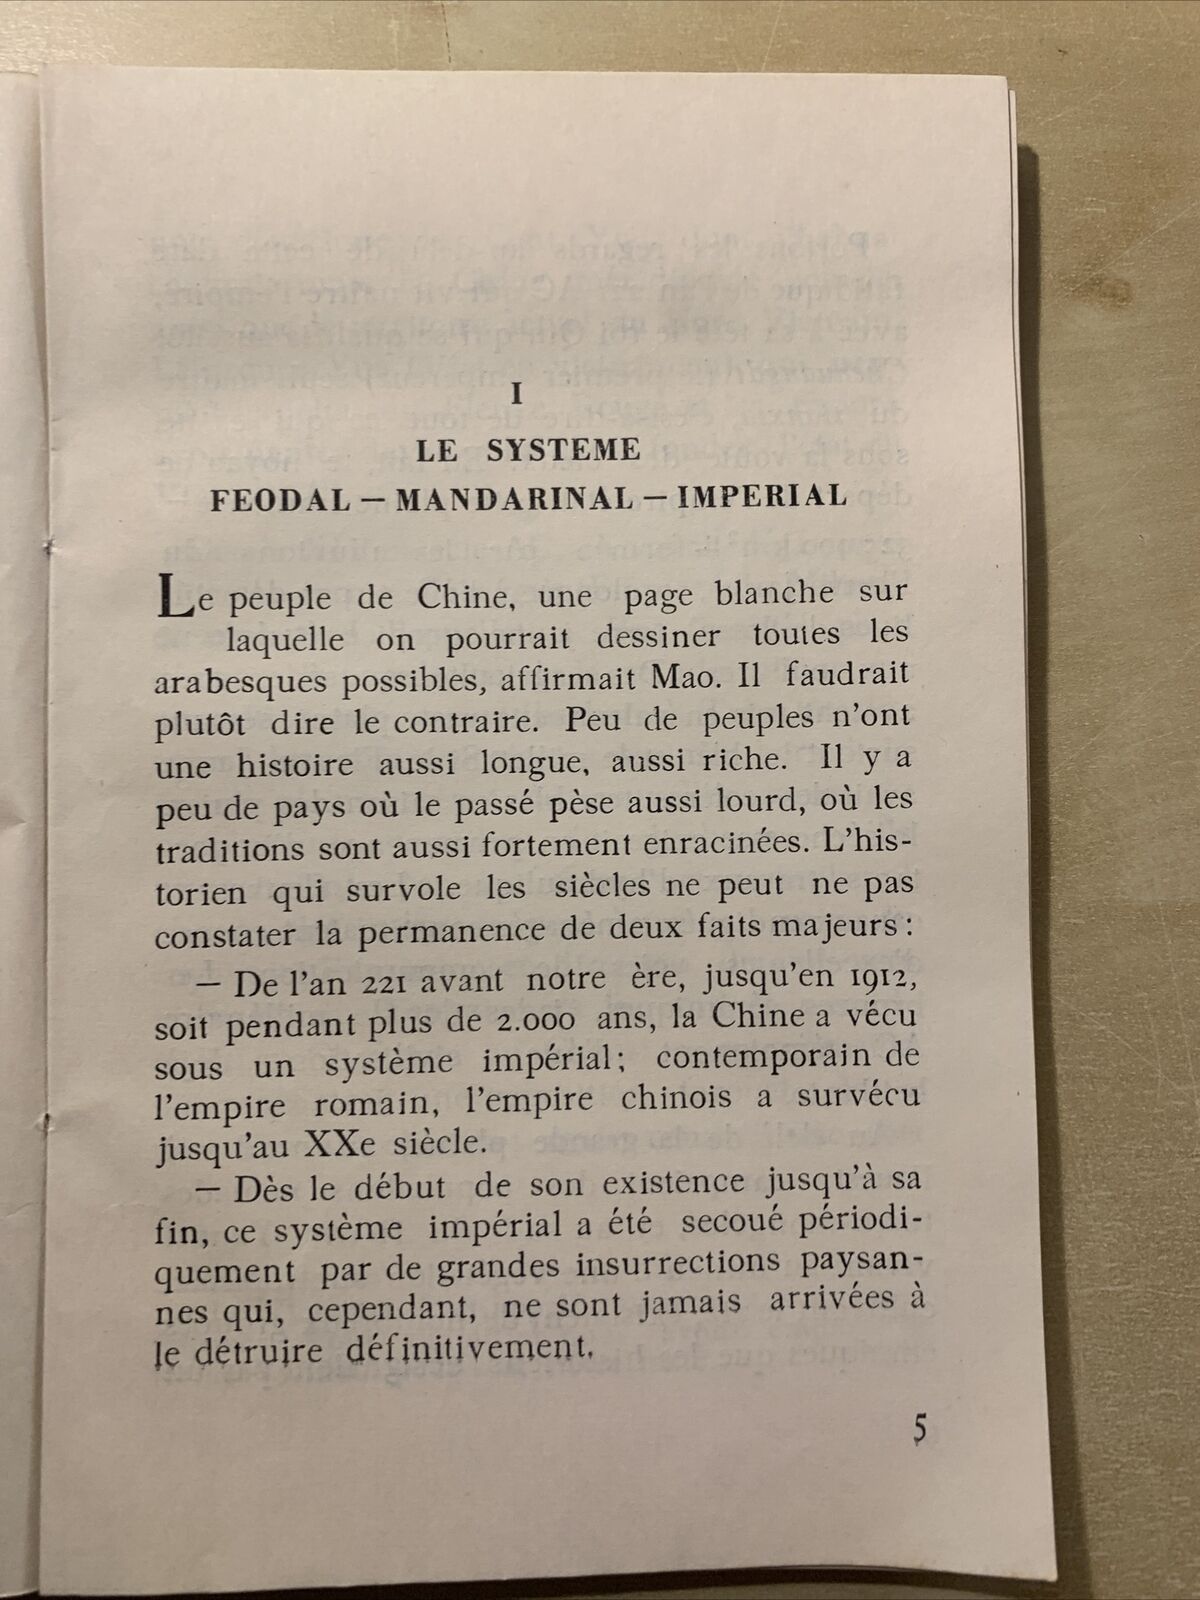 I
LE SYSTEME
FEODAL — MANDARINAL — IMPERIAL
Le peuple de Chine, une page blanche sur
laquelle on pourrait dessiner toutes les
arabesques possibles, affirmait Mao. Il faudrait
plutôt dire le contraire. Peu de peuples n'ont
une histoire aussi longue, aussi riche. Il y a
peu de pays où le passé pèse aussi lourd, où les
traditions sont aussi fortement enracinées. L'his-
torien qui survole les siècles ne peut ne pas
constater la permanence de deux faits majeurs :
— De l'an 221 avant notre ère, jusqu'en 1912,
soit pendant plus de 2.000 ans, la Chine a vécu
sous un système impérial; contemporain de
l'empire romain, l'empire chinois a survécu
jusqu'au XXe siècle.
— Dès le début de son existence jusqu'à sa
fin, ce système impérial a été secoué périodi-
quement par de grandes insurrections paysan-
nes qui, cependant, ne sont jamais arrivées à
le détruire définitivement.
5